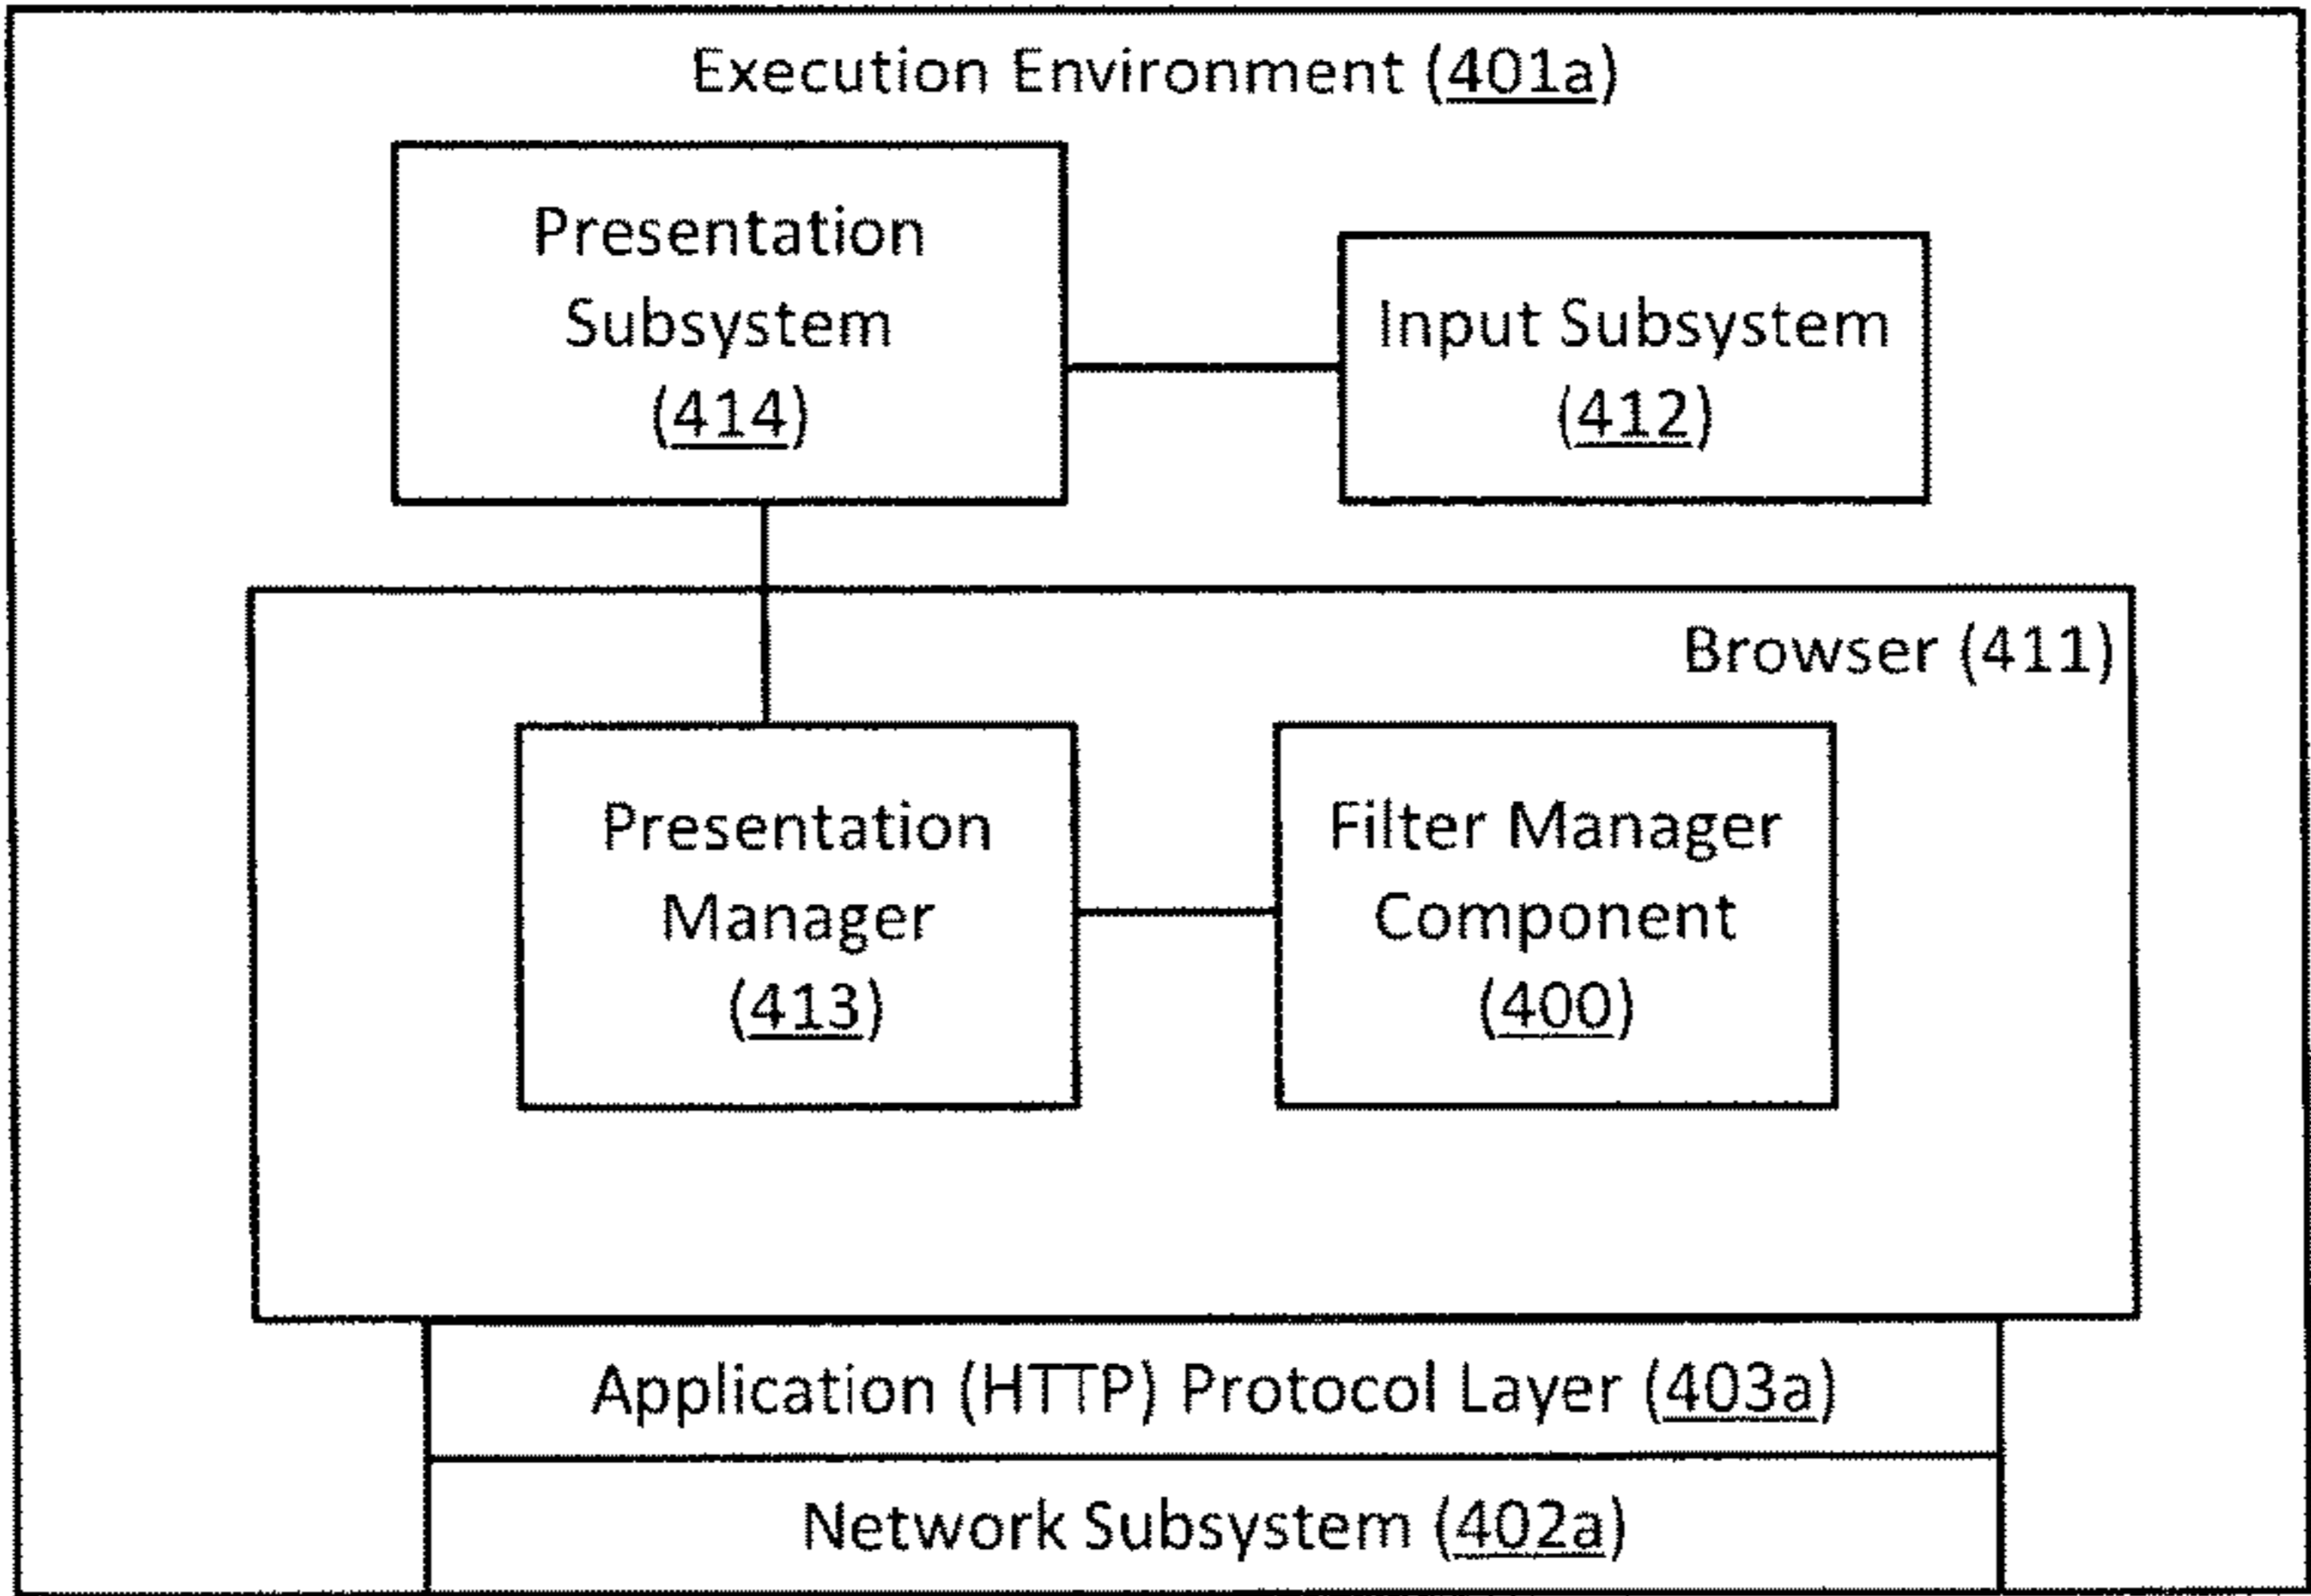 Execution Environment (401a)
Presentation
Subsystem
(414)
Input Subsystem
(412)
Browser (411)
Presentation
Manager
(413)
Filter Manager
Component
(400)
Application (HTTP) Protocol Layer (403a)
Network Subsystem (402a)